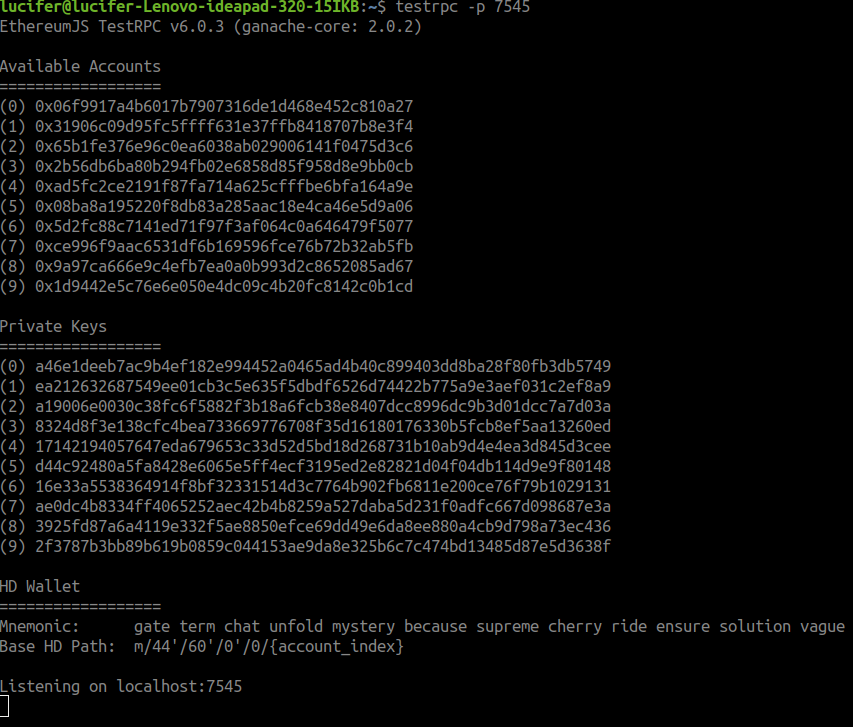 lucifer@lucifer-Lenovo-ideapad-320-15IKB:~$ testrpc -p 7545
EthereumJS TestRPC v6.0.3 (ganache-core: 2.0.2)
Available Accounts
==================
(0) 0x06f9917a4b6017b7907316de1d468e452c810a27
(1) 0x31906c09d95fc5ffff631e37ffb8418707b8e3f4
(2) 0x65b1fe376e96c0ea6038ab029006141f0475d3c6
(3) 0x2b56db6ba80b294fb02e6858d85f958d8e9bb0cb
(4) 0xad5fc2ce2191f87fa714a625cfffbe6bfa164a9e
(5) 0x08ba8a195220f8db83a285aac18e4ca46e5d9a06
(6) 0x5d2fc88c7141ed71f97f3af064c0a646479f5077
(7) 0xce996f9aac6531df6b169596fce76b72b32ab5fb
(8) 0x9a97ca666e9c4efb7ea0a0b993d2c8652085ad67
(9) 0x1d9442e5c76e6e050e4dc09c4b20fc8142c0b1cd
Private Keys
==================
(0) a46e1deeb7ac9b4ef182e994452a0465ad4b40c899403dd8ba28f80fb3db5749
(1) ea212632687549ee01cb3c5e635f5dbdf6526d74422b775a9e3aef031c2ef8a9
(2) a19006e0030c38fc6f5882f3b18a6fcb38e8407dcc8996dc9b3d01dcc7a7d03a
(3) 8324d8f3e138cfc4bea733669776708f35d16180176330b5fcb8ef5aa13260ed
(4) 17142194057647eda679653c33d52d5bd18d268731b10ab9d4e4ea3d845d3cee
(5) d44c92480a5fa8428e6065e5ff4ecf3195ed2e82821d04f04db114d9e9f80148
(6) 16e33a5538364914f8bf32331514d3c7764b902fb6811e200ce76f79b1029131
(7) ae0dc4b8334ff4065252aec42b4b8259a527daba5d231f0adfc667d098687e3a
(8) 3925fd87a6a4119e332f5ae8850efce69dd49e6da8ee880a4cb9d798a73ec436
(9) 2f3787b3bb89b619b0859c044153ae9da8e325b6c7c474bd13485d87e5d3638f
HD Wallet
==================
Mnemonic:      gate term chat unfold mystery because supreme cherry ride ensure solution vague
Base HD Path:  m/44'/60'/0'/0/{account_index}
Listening on localhost:7545